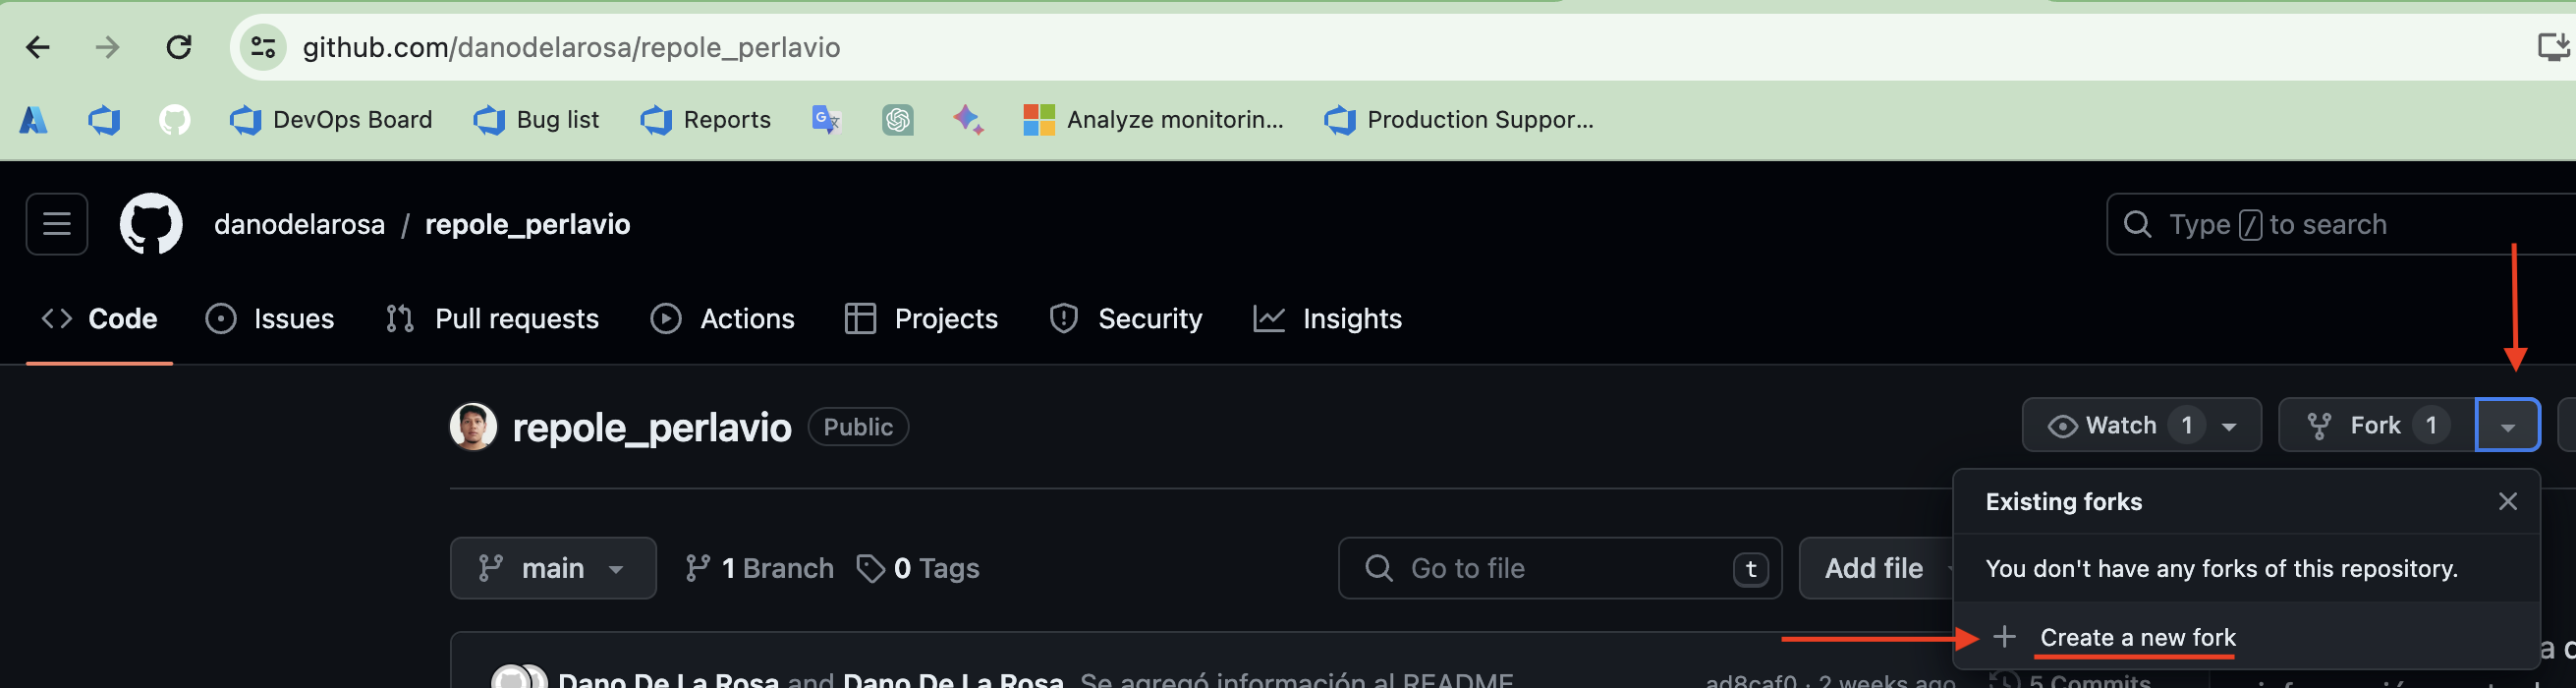 github.com/danodelarosa/repole_perlavio
DevOps Board Bug list Reports Analyze monitorin... Production Suppor...
danodelarosa / repole_perlavio Type / to search
Code Issues Pull requests Actions Projects Security Insights
repole_perlavio Public Watch 1 Fork 1
Existing forks
main 1 Branch 0 Tags Go to file t Add file
You don't have any forks of this repository.
Create a new fork
Dano De La Rosa and Dano De La Rosa Se agregó información al README ad8caf0 · 2 weeks ago 5 Commits